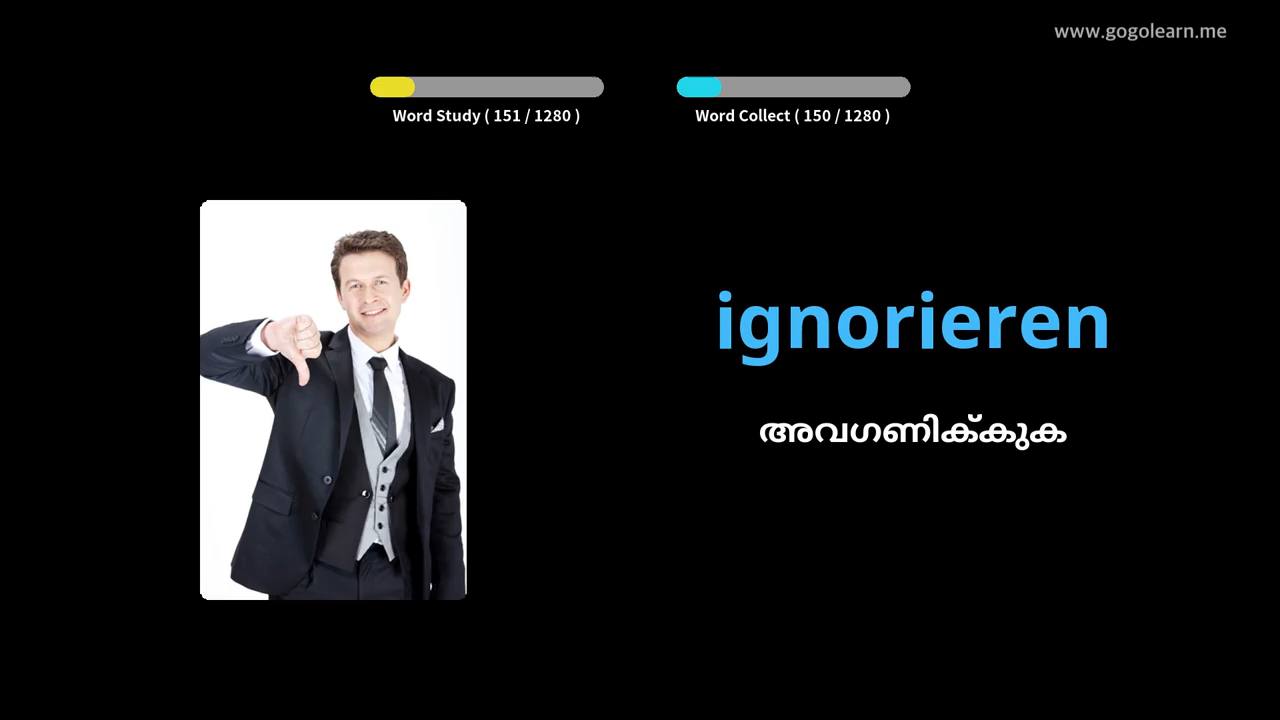 www.gogolearn.me
Word Study ( 151 / 1280 )
Word Collect ( 150 / 1280 )
ignorieren
അവഗണിക്കുക